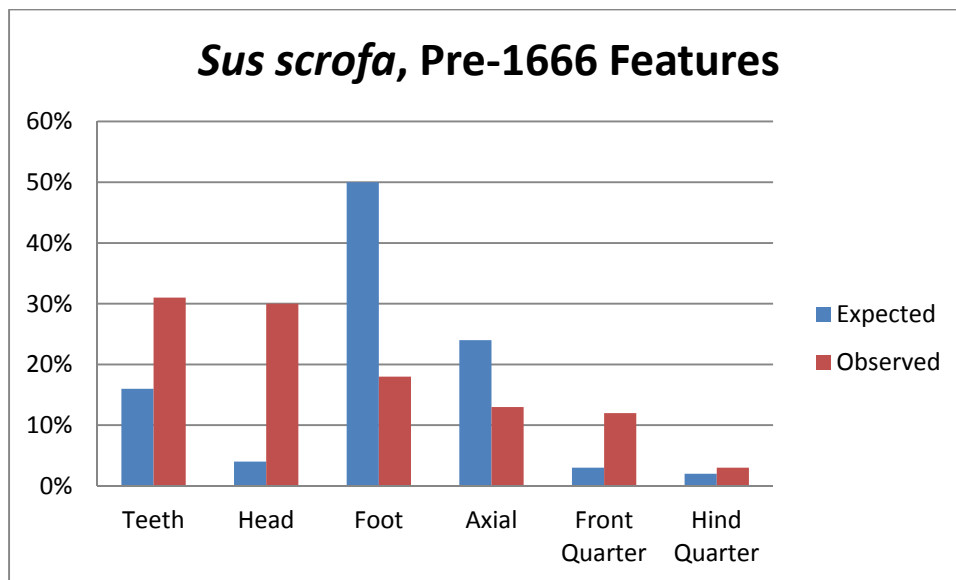 Sus scrofa, Pre-1666 Features
60%
50%
40%
30%
20%
10%
0%
Teeth
Head
Foot
Axial
Front
Quarter
Hind
Quarter
Expected
Observed